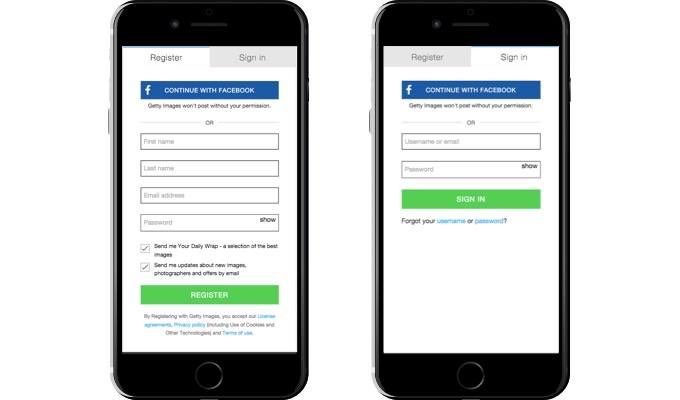 Register
Sign in
f CONTINUE WITH FACEBOOK
Getty Images won't post without your permission.
OR
First name
Last name
Email address
Password
show
Send me Your Daily Wrap - a selection of the best
images
Send me updates about new images,
photographers and offers by email
REGISTER
By Registering with Getty Images, you accept our License
agreements, Privacy policy (including Use of Cookies and
Other Technologies) and Terms of use.
Register
Sign in
f CONTINUE WITH FACEBOOK
Getty Images won't post without your permission.
OR
Username or email
Password
show
SIGN IN
Forgot your username or password?